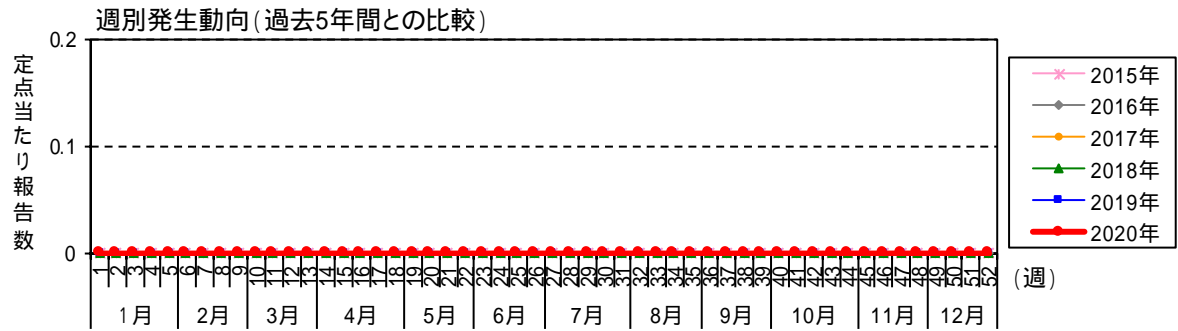 週別発生動向(過去5年間との比較)
定点当たり報告数
0.2
0.1
0
1 2 3 4 5 6 7 8 9 10 11 12 13 14 15 16 17 18 19 20 21 22 23 24 25 26 27 28 29 30 31 32 33 34 35 36 37 38 39 40 41 42 43 44 45 46 47 48 49 50 51 52
(週)
1月 2月 3月 4月 5月 6月 7月 8月 9月 10月 11月 12月
2015年
2016年
2017年
2018年
2019年
2020年